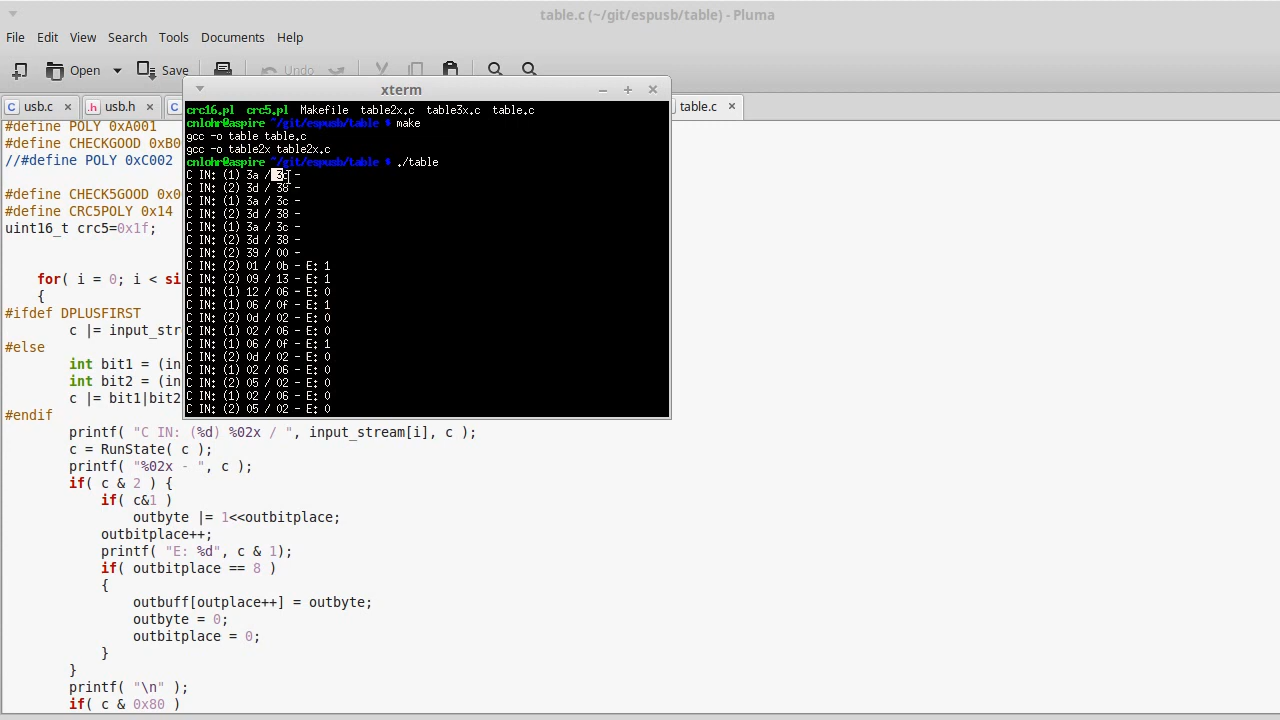 table.c (~/git/espusb/table) - Pluma
File Edit View Search Tools Documents Help
Open Save Undo
usb.c usb.h table.c
xterm
crc16.pl crc5.pl Makefile table2x.c table3x.c table.c
cnlohr@aspire ~/git/espusb/table $ make
gcc -o table table.c
gcc -o table2x table2x.c
cnlohr@aspire ~/git/espusb/table $ ./table
C IN: (1) 3a / 3c -
C IN: (2) 3d / 38 -
C IN: (1) 3a / 3c -
C IN: (2) 3d / 38 -
C IN: (1) 3a / 3c -
C IN: (2) 3d / 38 -
C IN: (2) 39 / 00 -
C IN: (2) 01 / 0b - E: 1
C IN: (2) 09 / 13 - E: 1
C IN: (1) 12 / 06 - E: 0
C IN: (1) 06 / 0f - E: 1
C IN: (2) 0d / 02 - E: 0
C IN: (1) 02 / 06 - E: 0
C IN: (1) 06 / 0f - E: 1
C IN: (2) 0d / 02 - E: 0
C IN: (1) 02 / 06 - E: 0
C IN: (2) 05 / 02 - E: 0
C IN: (1) 02 / 06 - E: 0
C IN: (2) 05 / 02 - E: 0
#define POLY 0xA001
#define CHECKGOOD 0xB0
//#define POLY 0xC002
#define CHECK5GOOD 0x0
#define CRC5POLY 0x14
uint16_t crc5=0x1f;
for( i = 0; i < si
{
#ifdef DPLUSFIRST
c |= input_str
#else
int bit1 = (in
int bit2 = (in
c |= bit1|bit2
#endif
printf( "C IN: (%d) %02x / ", input_stream[i], c );
c = RunState( c );
printf( "%02x - ", c );
if( c & 2 ) {
if( c&1 )
outbyte |= 1<<outbitplace;
outbitplace++;
printf( "E: %d", c & 1);
if( outbitplace == 8 )
{
outbuff[outplace++] = outbyte;
outbyte = 0;
outbitplace = 0;
}
}
printf( "\n" );
if( c & 0x80 )